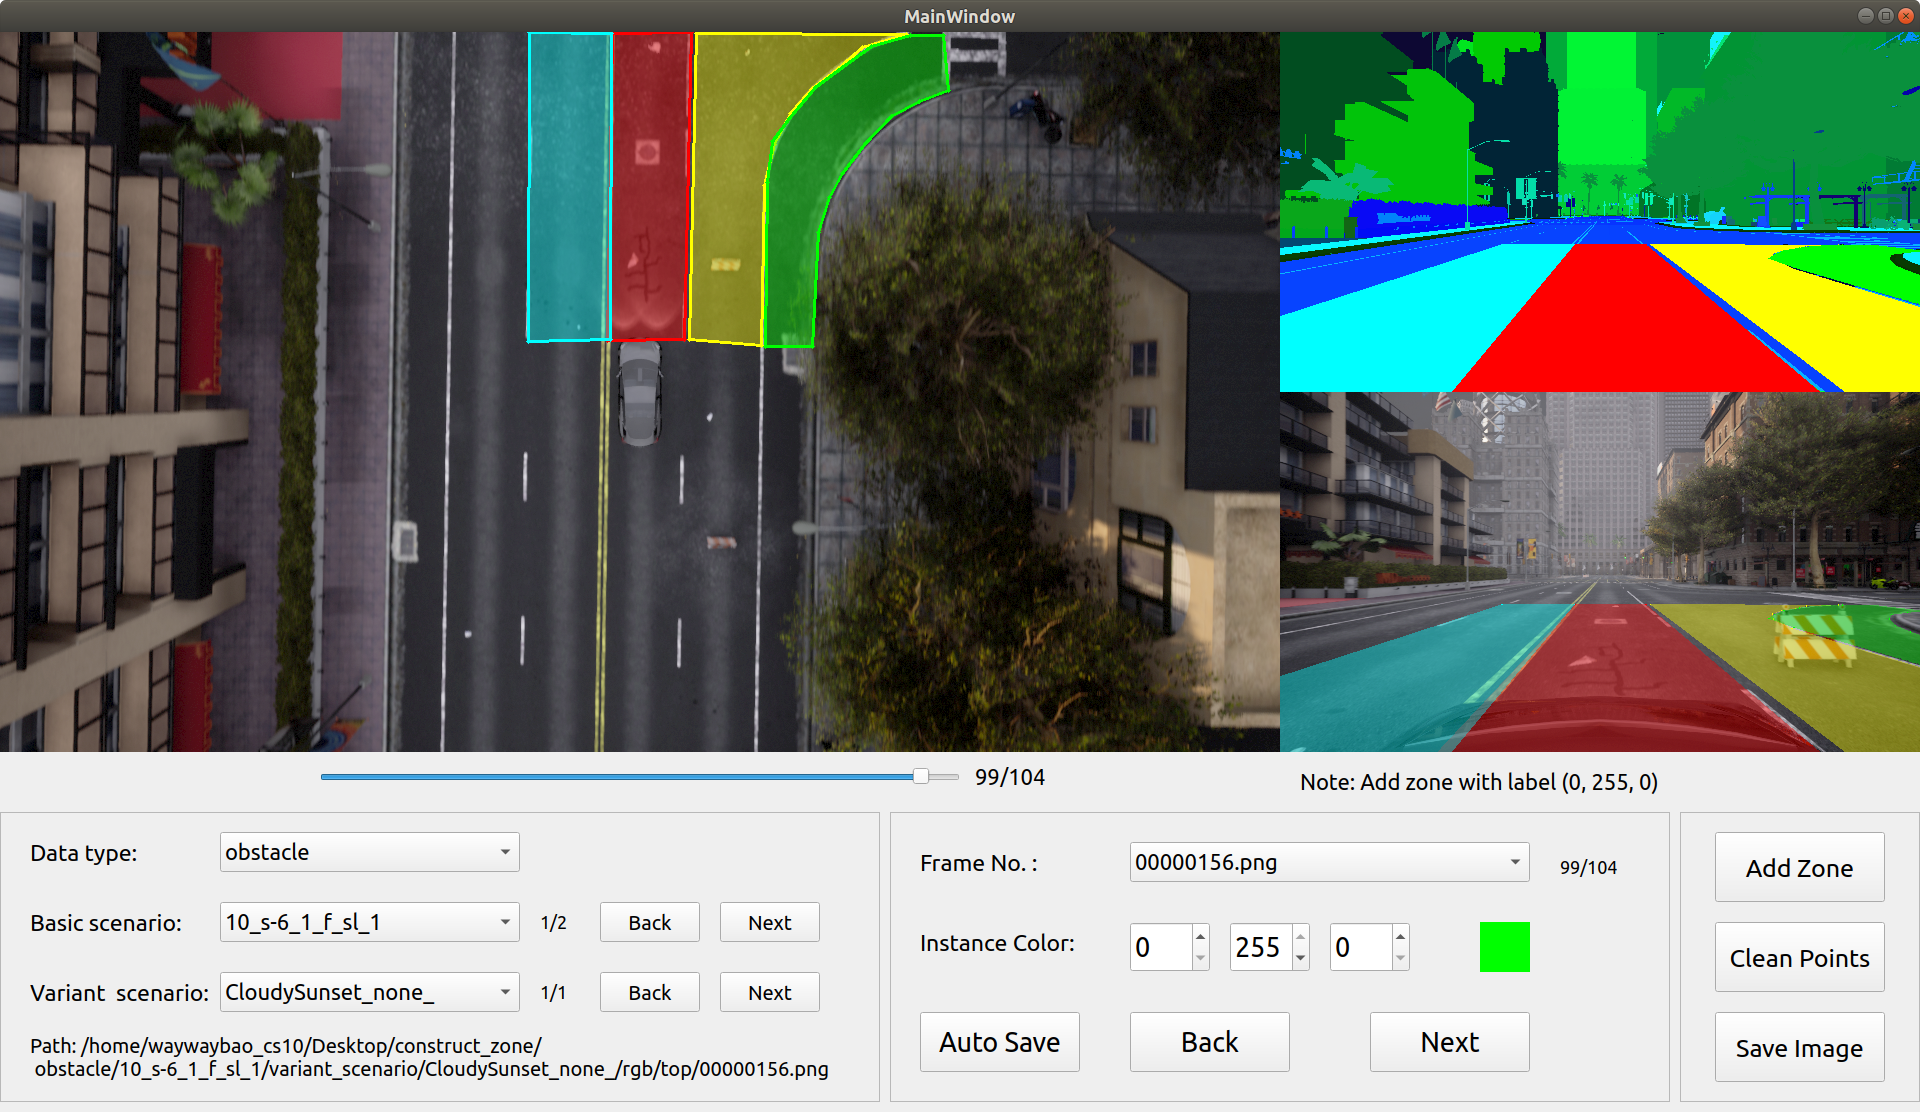 MainWindow
99/104
Note: Add zone with label (0, 255, 0)
Data type:
obstacle
Basic scenario:
10_s-6_1_f_sl_1
1/2
Back
Next
Variant  scenario:
CloudySunset_none_
1/1
Back
Next
Path: /home/waywaybao_cs10/Desktop/construct_zone/
obstacle/10_s-6_1_f_sl_1/variant_scenario/CloudySunset_none_/rgb/top/00000156.png
Frame No. :
00000156.png
99/104
Instance Color:
0
255
0
Auto Save
Back
Next
Add Zone
Clean Points
Save Image